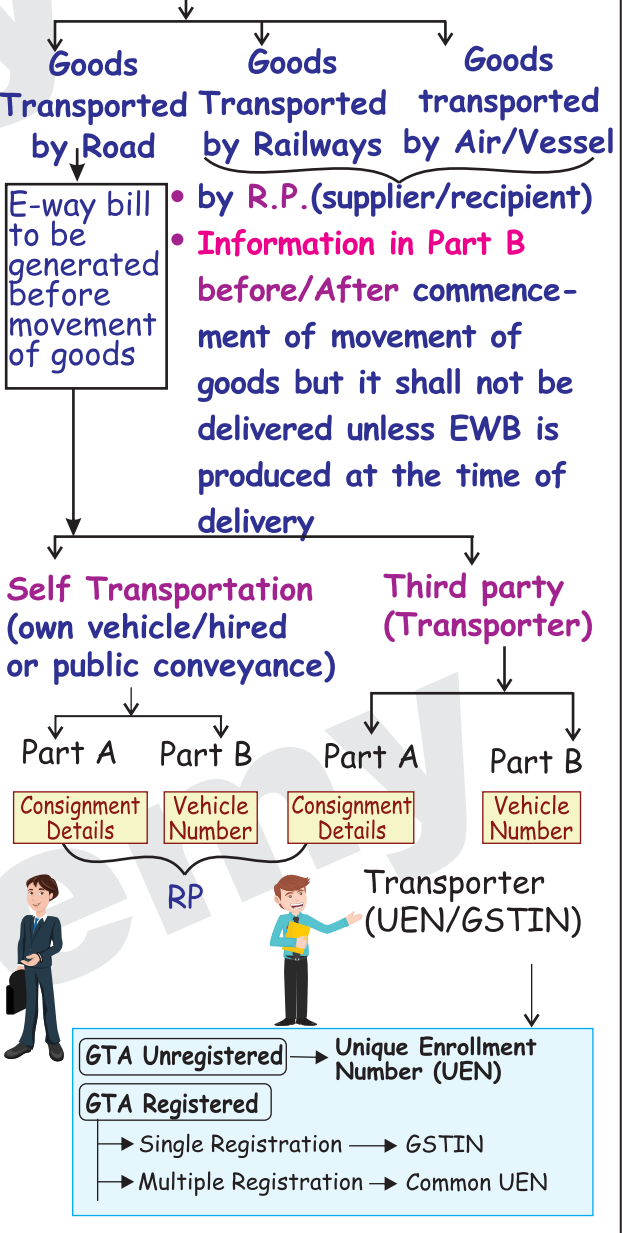 Goods
Transported
by Road
Goods
Transported
by Railways
Goods
transported
by Air/Vessel
E-way bill
to be
generated
before
movement
of goods
• by R.P.(supplier/recipient)
• Information in Part B
before/After commence-
ment of movement of
goods but it shall not be
delivered unless EWB is
produced at the time of
delivery
Self Transportation
(own vehicle/hired
or public conveyance)
Third party
(Transporter)
Part A
Part B
Part A
Part B
Consignment
Details
Vehicle
Number
Consignment
Details
Vehicle
Number
RP
Transporter
(UEN/GSTIN)
GTA Unregistered
Unique Enrollment
Number (UEN)
GTA Registered
Single Registration
GSTIN
Multiple Registration
Common UEN